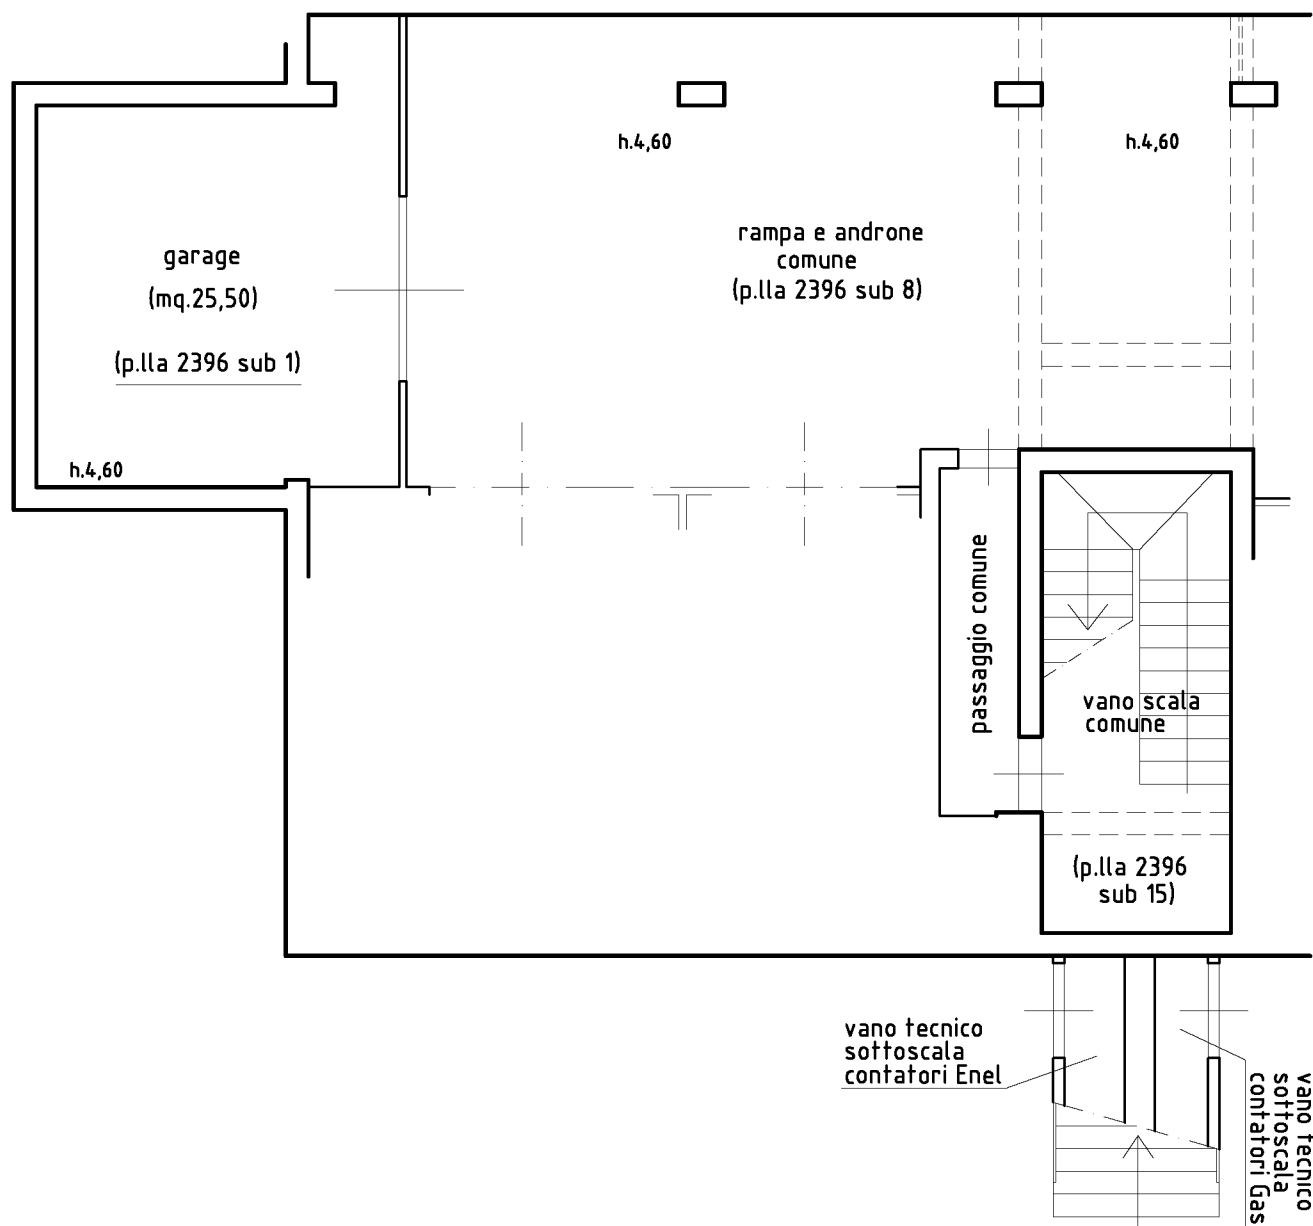 h.4,60
h.4,60
rampa e androne
comune
(p.lla 2396 sub 8)
garage
(mq.25,50)
(p.lla 2396 sub 1)
h.4,60
passaggio comune
vano scala
comune
(p.lla 2396
sub 15)
vano tecnico
sottoscala
contatori Enel
vano tecnico
sottoscala
contatori Gas